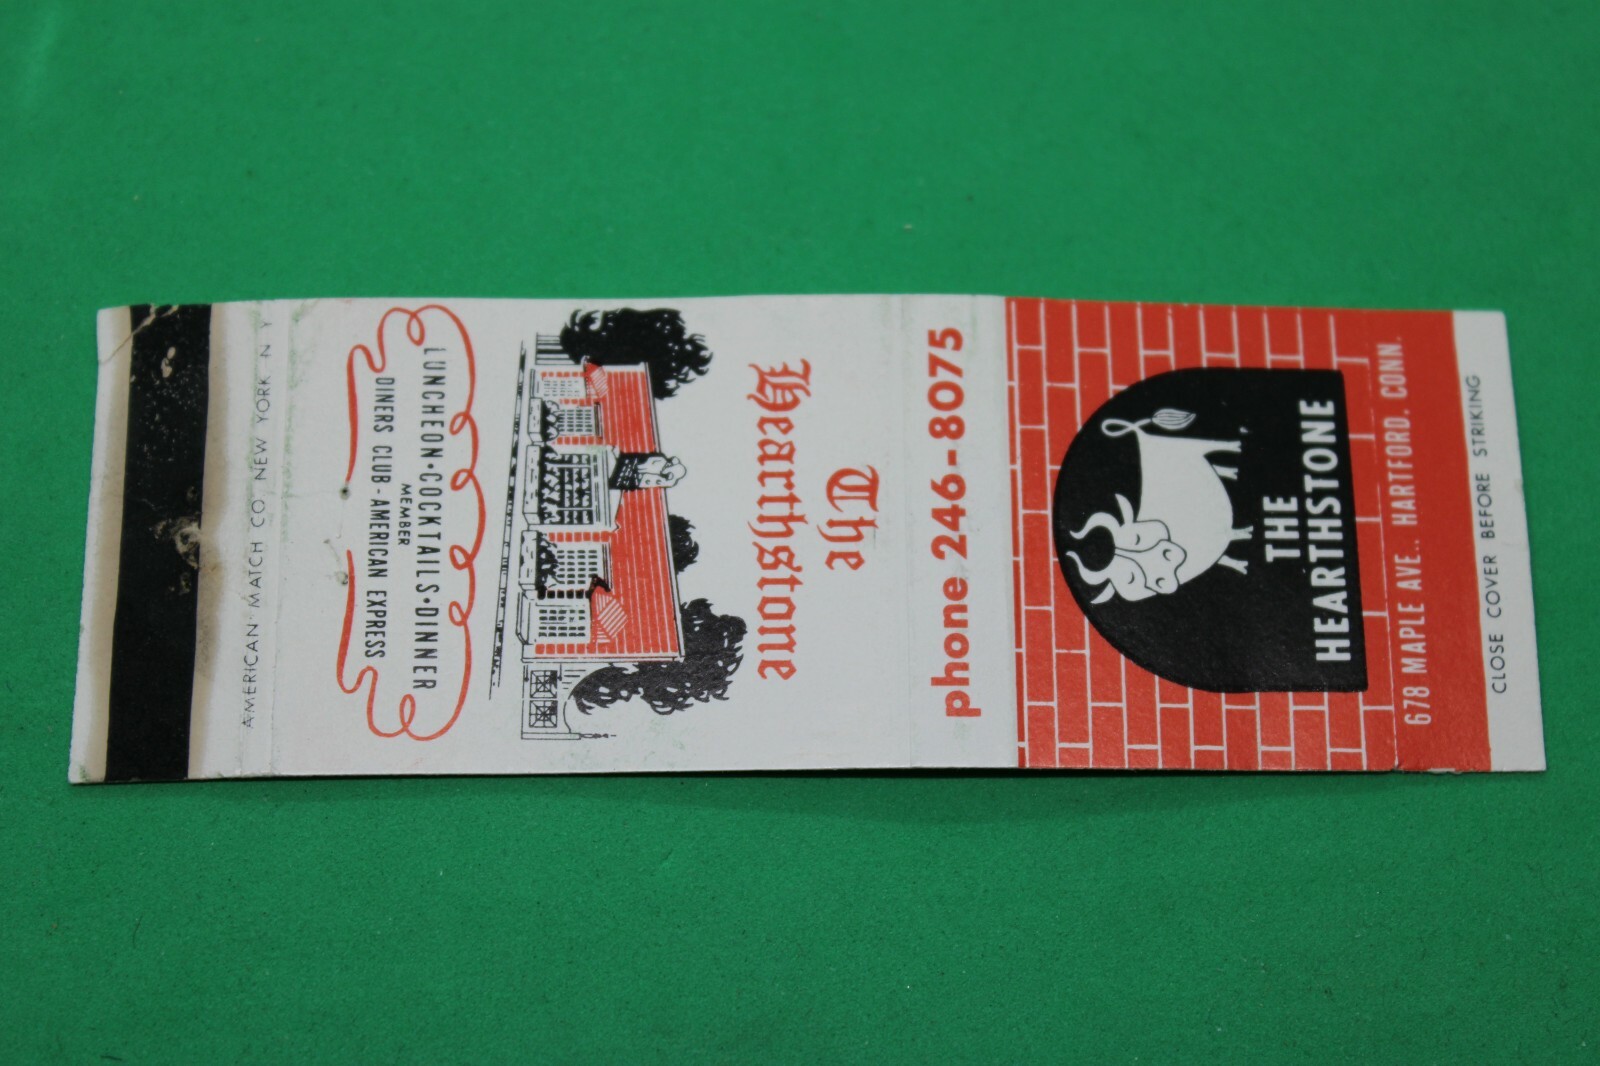 CLOSE COVER BEFORE STRIKING
678 MAPLE AVE.. HARTFORD. CONN.
THE
HEARTHSTONE
phone 246-8075
The
Hearthstone
LUNCHEON • COCKTAILS • DINNER
MEMBER
DINERS CLUB - AMERICAN EXPRESS
AMERICAN MATCH CO. NEW YORK N Y